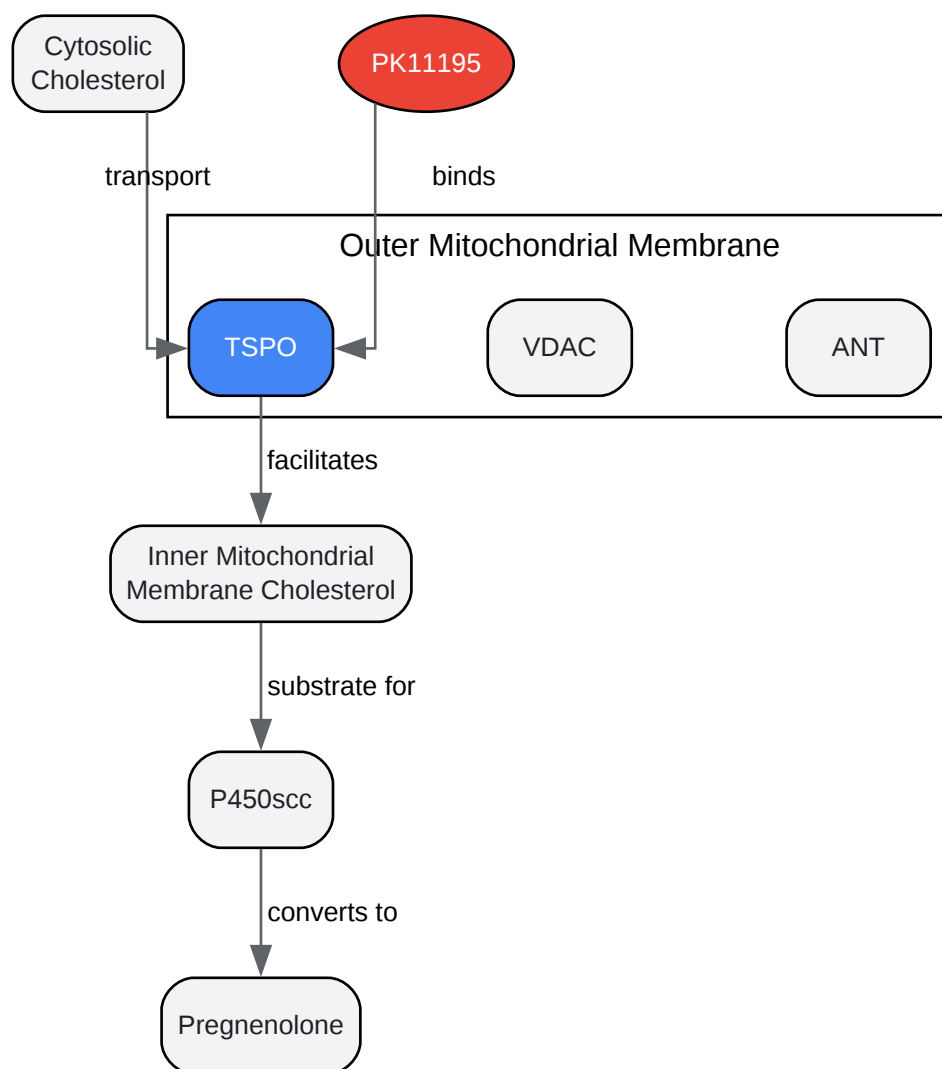 Cytosolic
Cholesterol
PK11195
transport
binds
Outer Mitochondrial Membrane
TSPO
VDAC
ANT
facilitates
Inner Mitochondrial
Membrane Cholesterol
substrate for
P450scc
converts to
Pregnenolone